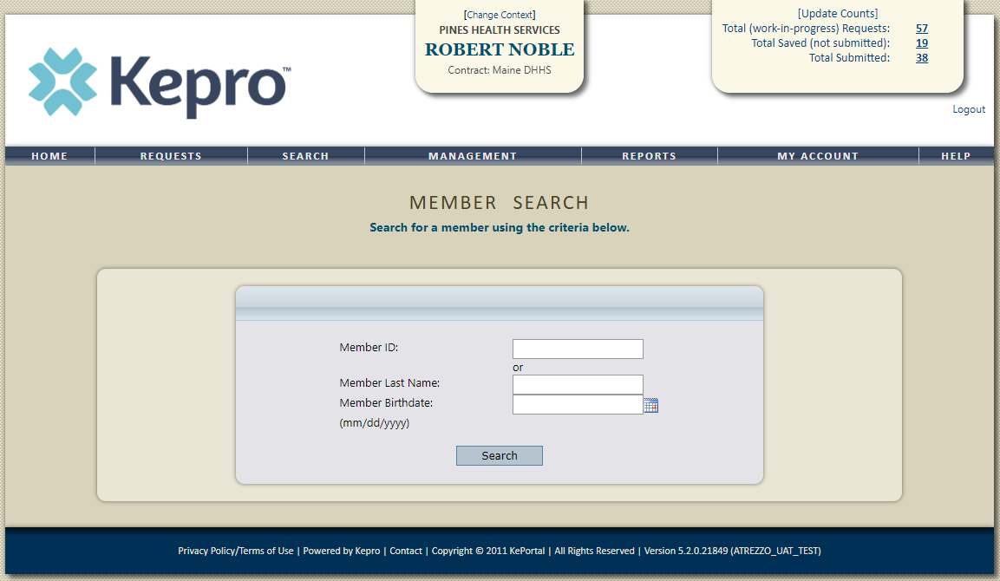 [Change Context]
PINES HEALTH SERVICES
ROBERT NOBLE
Contract: Maine DHHS
[Update Counts]
Total (work-in-progress) Requests: 57
Total Saved (not submitted): 19
Total Submitted: 38
Kepro™
Logout
HOME REQUESTS SEARCH MANAGEMENT REPORTS MY ACCOUNT HELP
MEMBER SEARCH
Search for a member using the criteria below.
Member ID:
or
Member Last Name:
Member Birthdate:
(mm/dd/yyyy)
Search
Privacy Policy/Terms of Use | Powered by Kepro | Contact | Copyright © 2011 KePortal | All Rights Reserved | Version 5.2.0.21849 (ATREZZO_UAT_TEST)